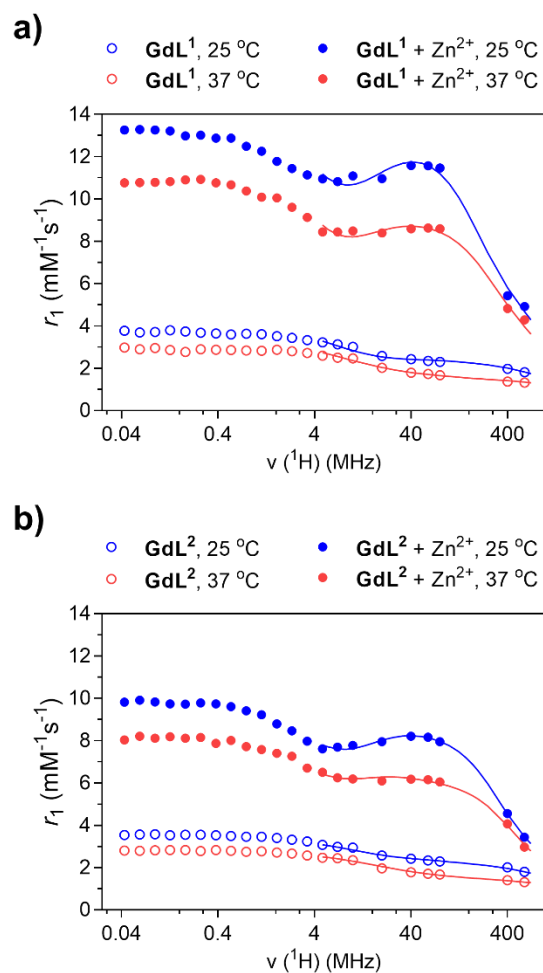 a)
GdL¹, 25 °C GdL¹ + Zn²⁺, 25 °C
GdL¹, 37 °C GdL¹ + Zn²⁺, 37 °C
14
12
10
8
6
4
2
0
r₁ (mM⁻¹s⁻¹)
0.04 0.4 4 40 400
ν (¹H) (MHz)
b)
GdL², 25 °C GdL² + Zn²⁺, 25 °C
GdL², 37 °C GdL² + Zn²⁺, 37 °C
14
12
10
8
6
4
2
0
r₁ (mM⁻¹s⁻¹)
0.04 0.4 4 40 400
ν (¹H) (MHz)